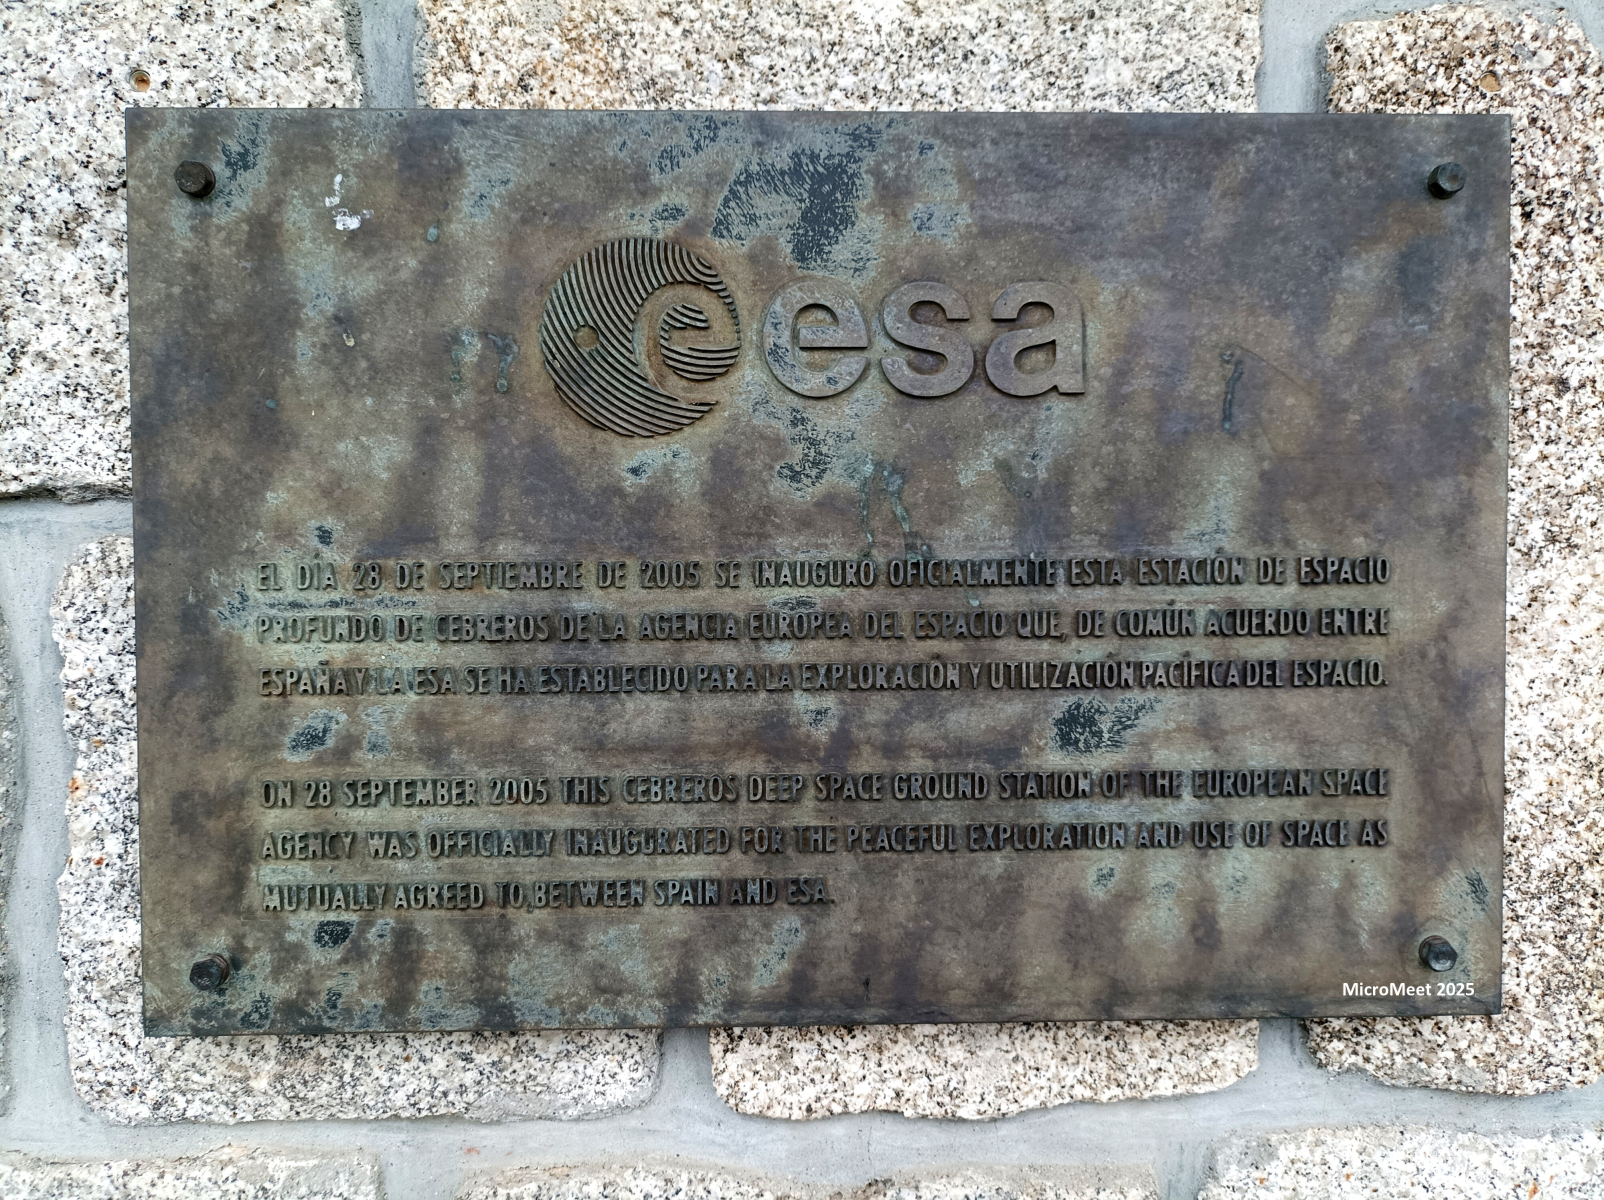 esa
EL DÍA 28 DE SEPTIEMBRE DE 2005 SE INAUGURÓ OFICIALMENTE ESTA ESTACIÓN DE ESPACIO
PROFUNDO DE CEBREROS DE LA AGENCIA EUROPEA DEL ESPACIO QUE, DE COMÚN ACUERDO ENTRE
ESPAÑA Y LA ESA SE HA ESTABLECIDO PARA LA EXPLORACIÓN Y UTILIZACIÓN PACÍFICA DEL ESPACIO.
ON 28 SEPTEMBER 2005 THIS CEBREROS DEEP SPACE GROUND STATION OF THE EUROPEAN SPACE
AGENCY WAS OFFICIALLY INAUGURATED FOR THE PEACEFUL EXPLORATION AND USE OF SPACE AS
MUTUALLY AGREED TO BETWEEN SPAIN AND ESA.
MicroMeet 2025